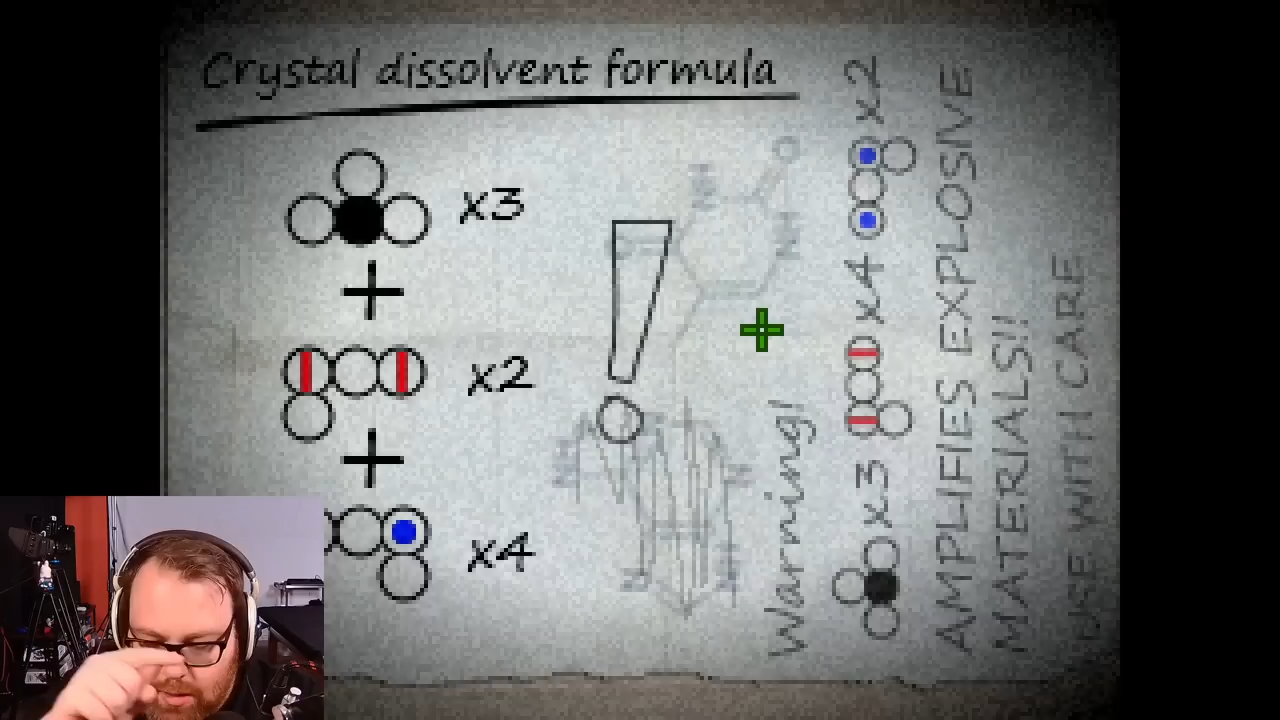 Crystal dissolvent formula
x3
+
x2
+
x4
Warning!
x3 x4 x2
AMPLIFIES EXPLOSIVE
MATERIALS!!
USE WITH CARE